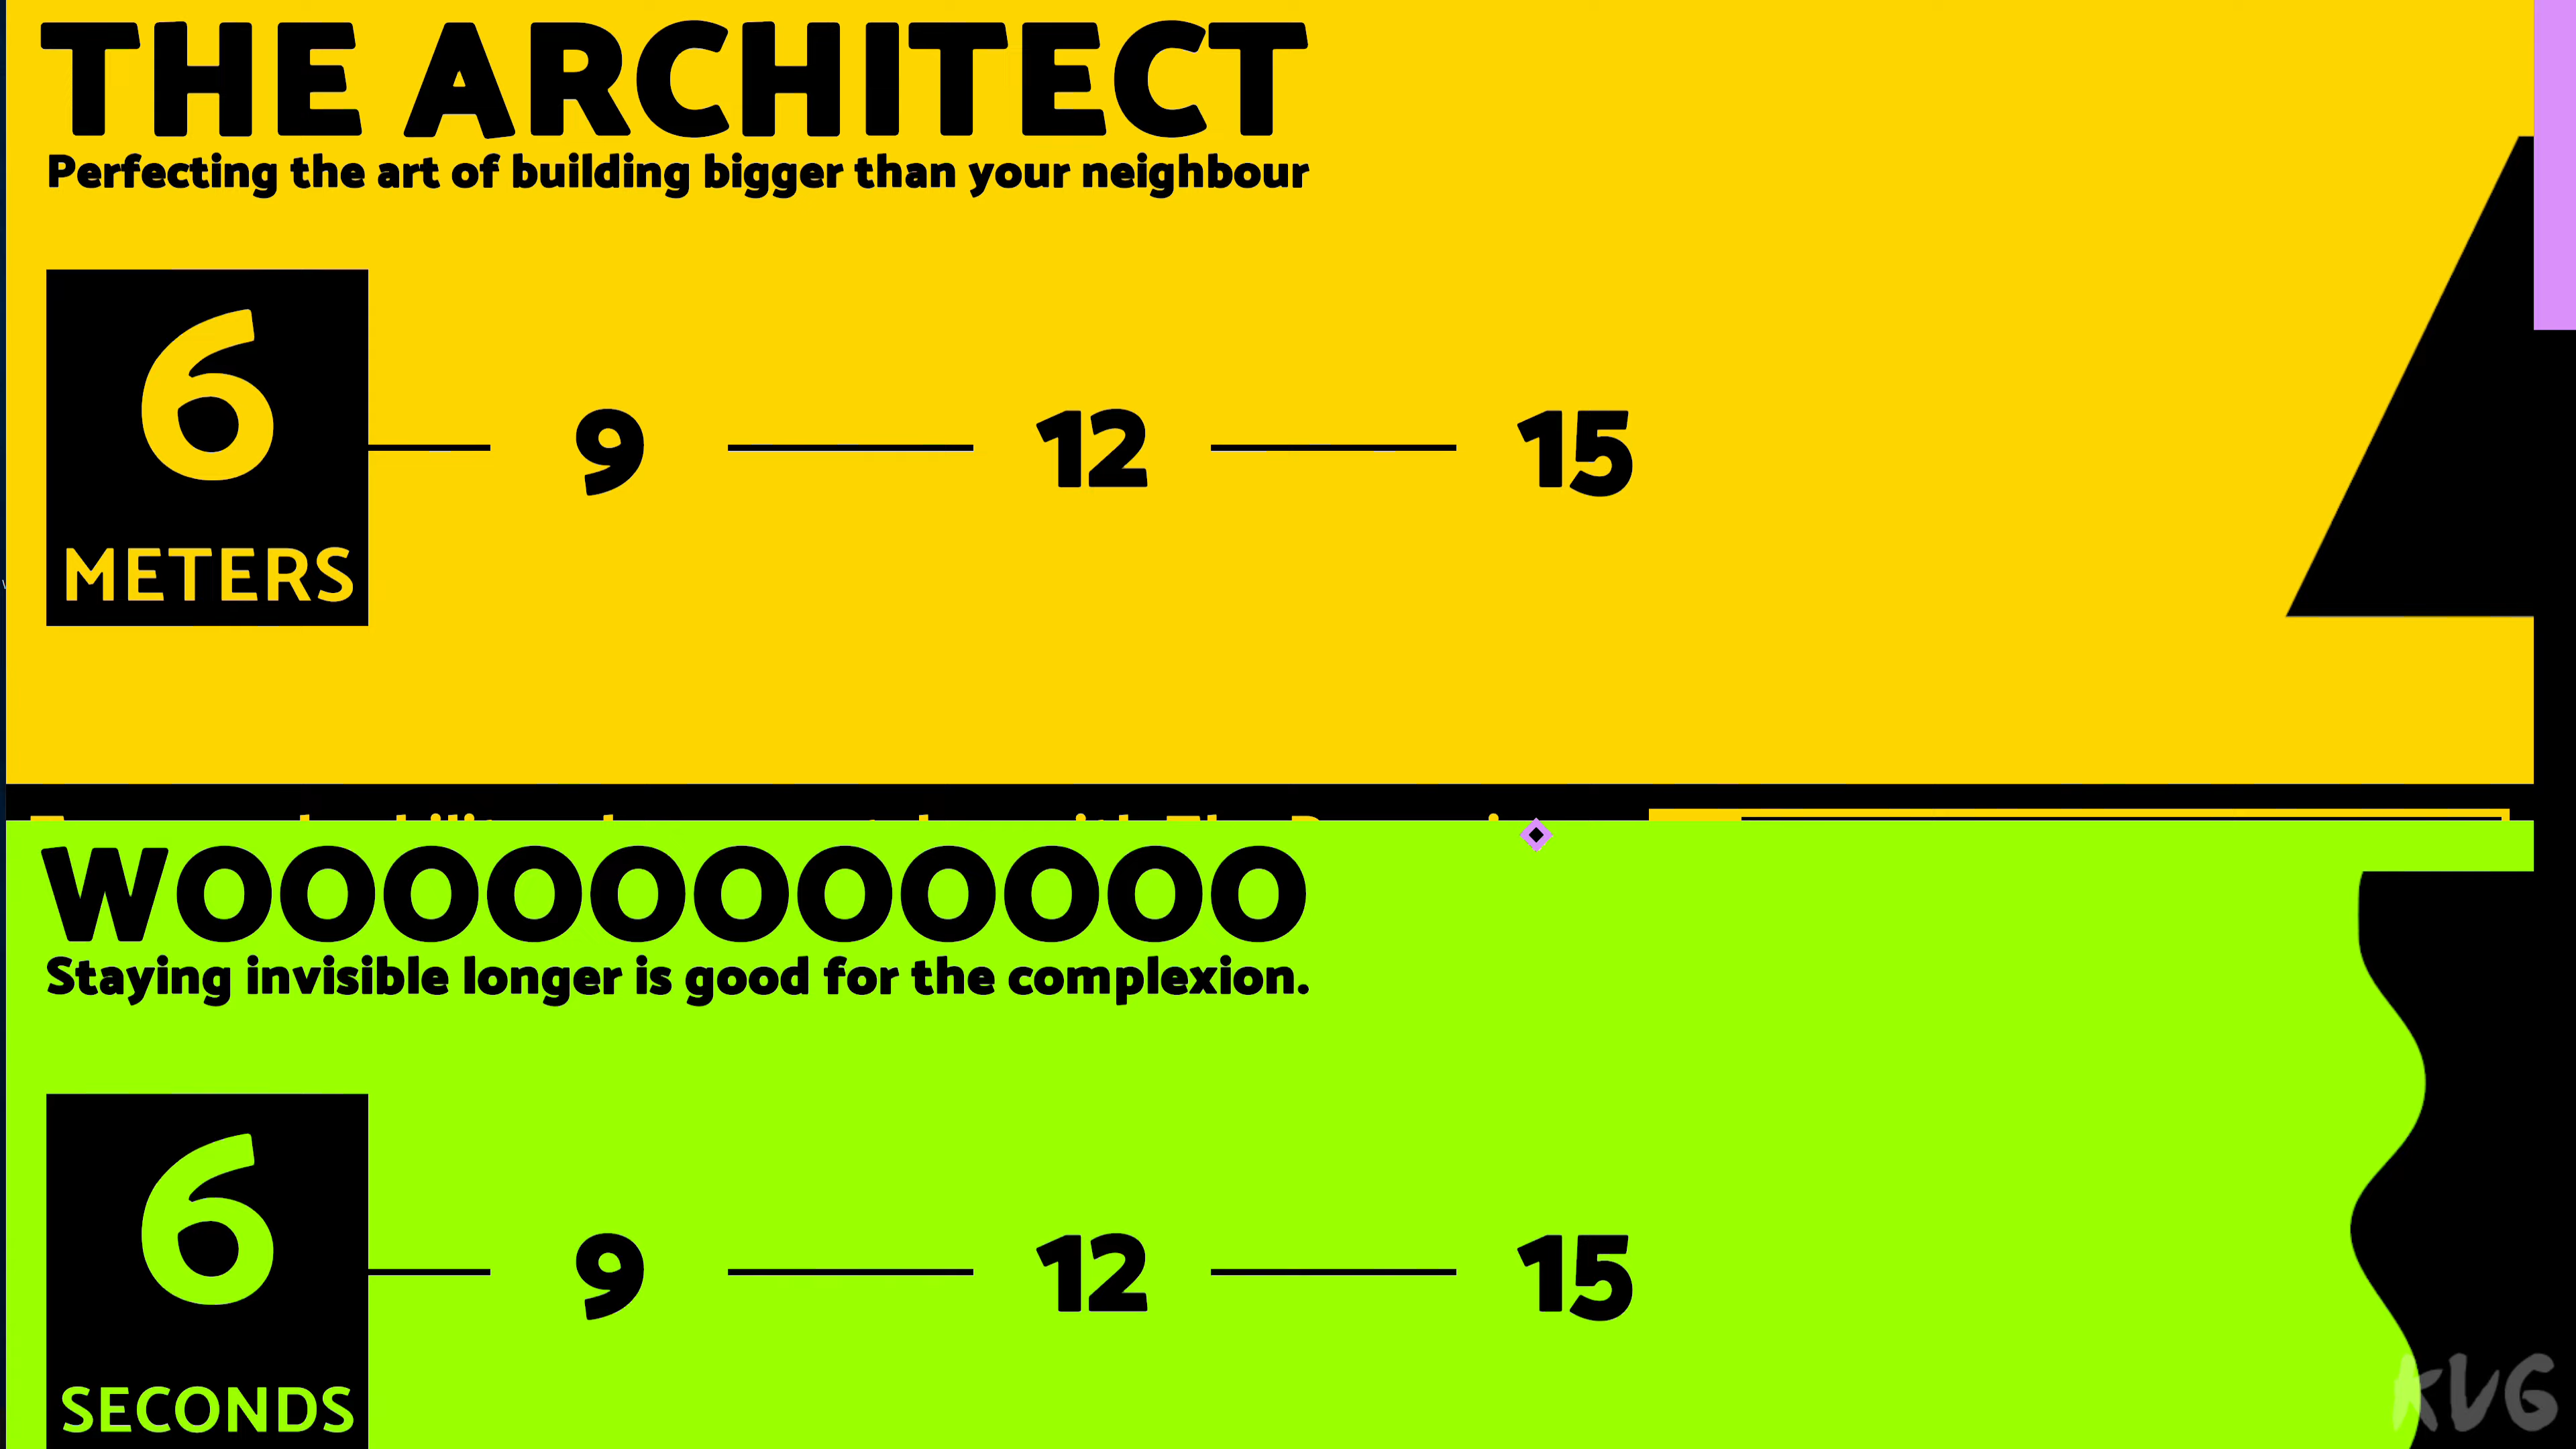 THE ARCHITECT
Perfecting the art of building bigger than your neighbour
6
METERS
9
12
15
WOOOOOOOOOOO
Staying invisible longer is good for the complexion.
6
SECONDS
9
12
15
KVG